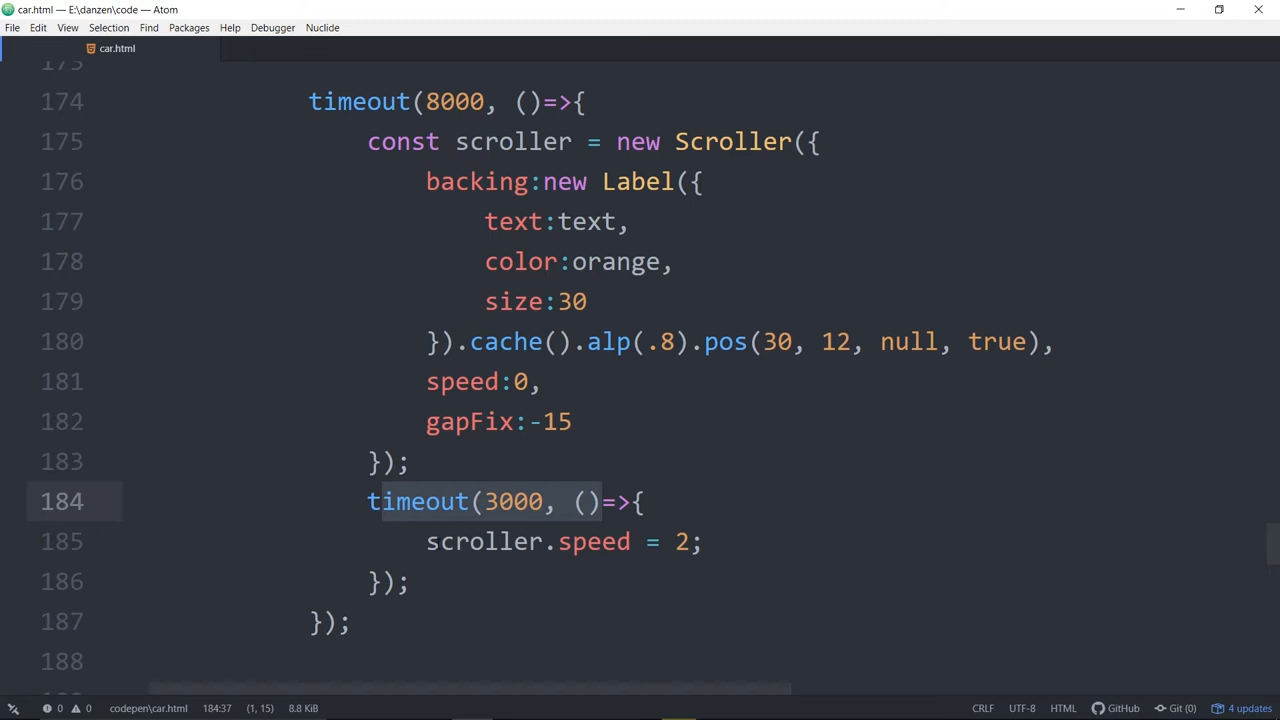 car.html — E:\danzen\code — Atom
File Edit View Selection Find Packages Help Debugger Nuclide
car.html
173
174 timeout(8000, ()=>{
175 const scroller = new Scroller({
176 backing:new Label({
177 text:text,
178 color:orange,
179 size:30
180 }).cache().alp(.8).pos(30, 12, null, true),
181 speed:0,
182 gapFix:-15
183 });
184 timeout(3000, ()=>{
185 scroller.speed = 2;
186 });
187 });
188
0 0 codepen\car.html 184:37 (1, 15) 8.8 KiB CRLF UTF-8 HTML GitHub Git (0) 4 updates